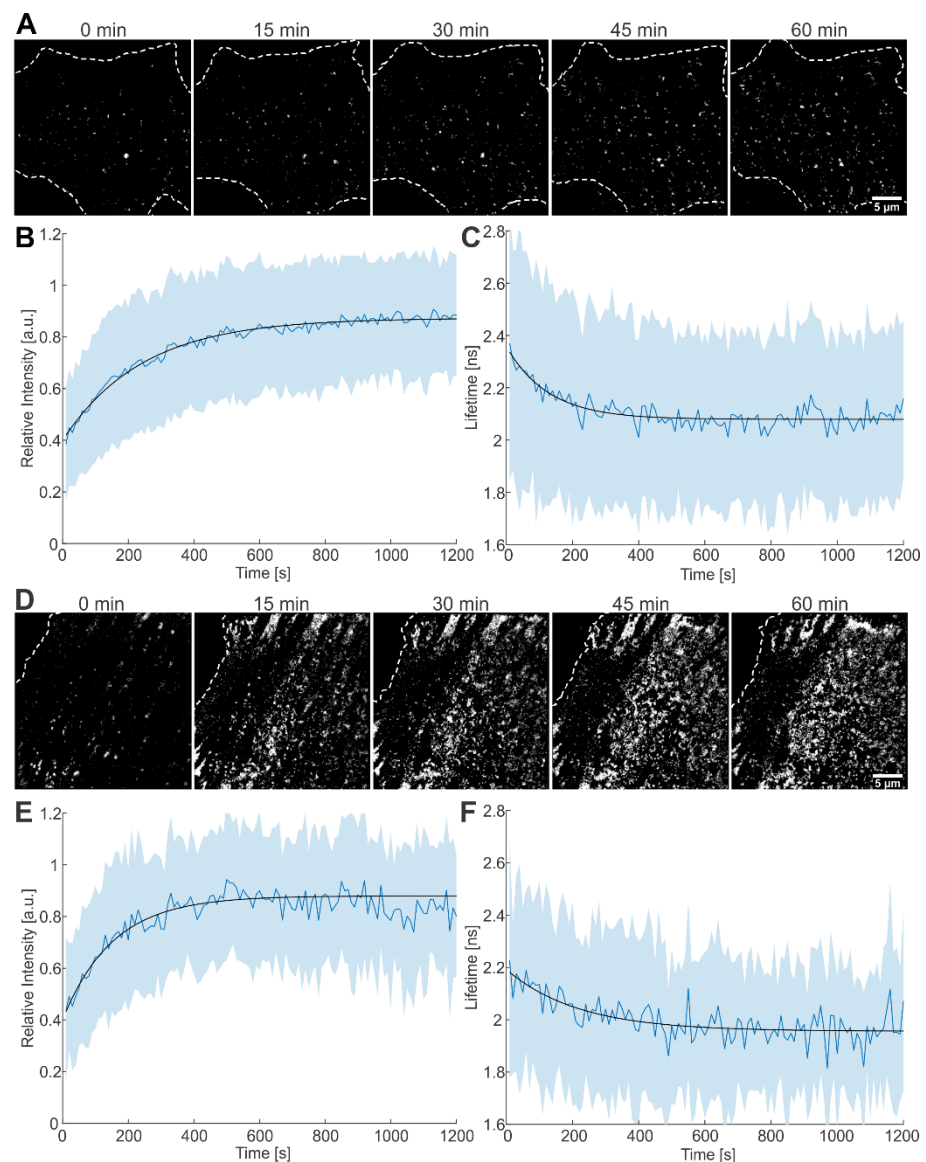 A
0 min 15 min 30 min 45 min 60 min
5 µm
B
1.2
1
0.8
0.6
0.4
0.2
0
Relative Intensity [a.u.]
0 200 400 600 800 1000 1200
Time [s]
C
2.8
2.6
2.4
2.2
2
1.8
1.6
Lifetime [ns]
0 200 400 600 800 1000 1200
Time [s]
D
0 min 15 min 30 min 45 min 60 min
5 µm
E
1.2
1
0.8
0.6
0.4
0.2
0
Relative Intensity [a.u.]
0 200 400 600 800 1000 1200
Time [s]
F
2.8
2.6
2.4
2.2
2
1.8
1.6
Lifetime [ns]
0 200 400 600 800 1000 1200
Time [s]